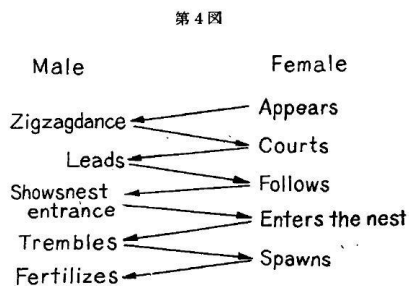 第4図
Male
Female
Appears
Zigzagdance
Courts
Leads
Follows
Showsnest
entrance
Enters the nest
Trembles
Spawns
Fertilizes